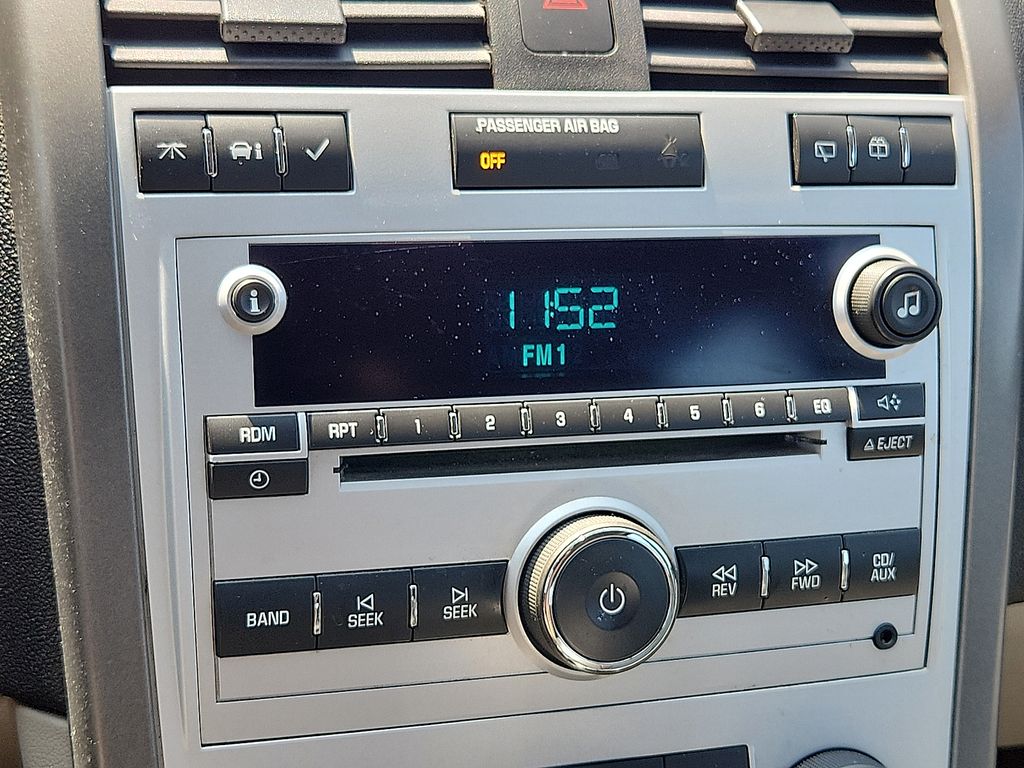 PASSENGER AIR BAG
OFF
i
i
11:52
FM1
RDM
RPT
1
2
3
4
5
6
EQ
EJECT
BAND
SEEK
SEEK
REV
FWD
CD/
AUX